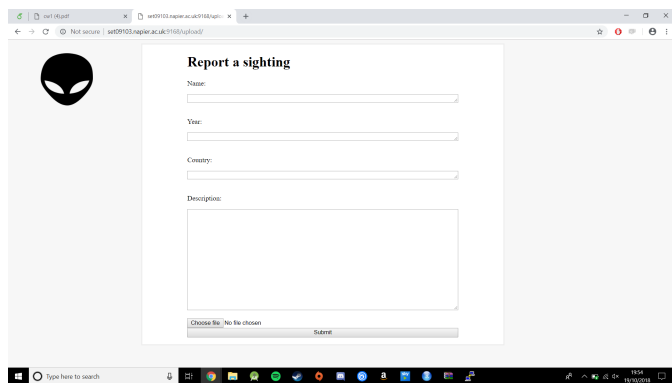 cw1 (4).pdf
set09103.napier.ac.uk:9168/uplo
Not secure | set09103.napier.ac.uk:9168/upload/
Report a sighting
Name:
Year:
Country:
Description:
Choose file No file chosen
Submit
Type here to search
19:54
19/10/2018